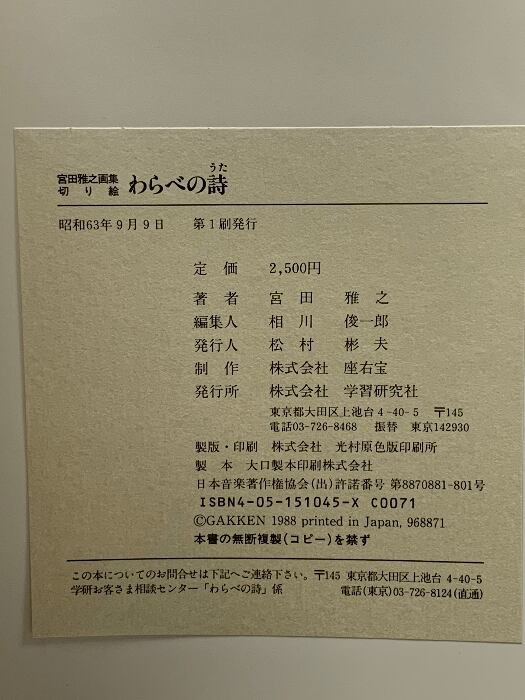 うた
宮田雅之画集
切り絵 わらべの詩
昭和63年9月9日 第1刷発行
定価 2,500円
著者 宮田 雅之
編集人 相川 俊一郎
発行人 松村 彬夫
制作 株式会社 座右宝
発行所 株式会社 学習研究社
東京都大田区上池台4-40-5 〒145
電話03-726-8468 振替 東京142930
製版・印刷 株式会社 光村原色版印刷所
製本 大口製本印刷株式会社
日本音楽著作権協会(出)許諾番号 第8870881-801号
ISBN4-05-151045-X C0071
©GAKKEN 1988 printed in Japan, 968871
本書の無断複製(コピー)を禁ず
この本についてのお問合せは下記へご連絡下さい。〒145 東京都大田区上池台 4-40-5
学研お客さま相談センター「わらべの詩」係 電話(東京)03-726-8124(直通)